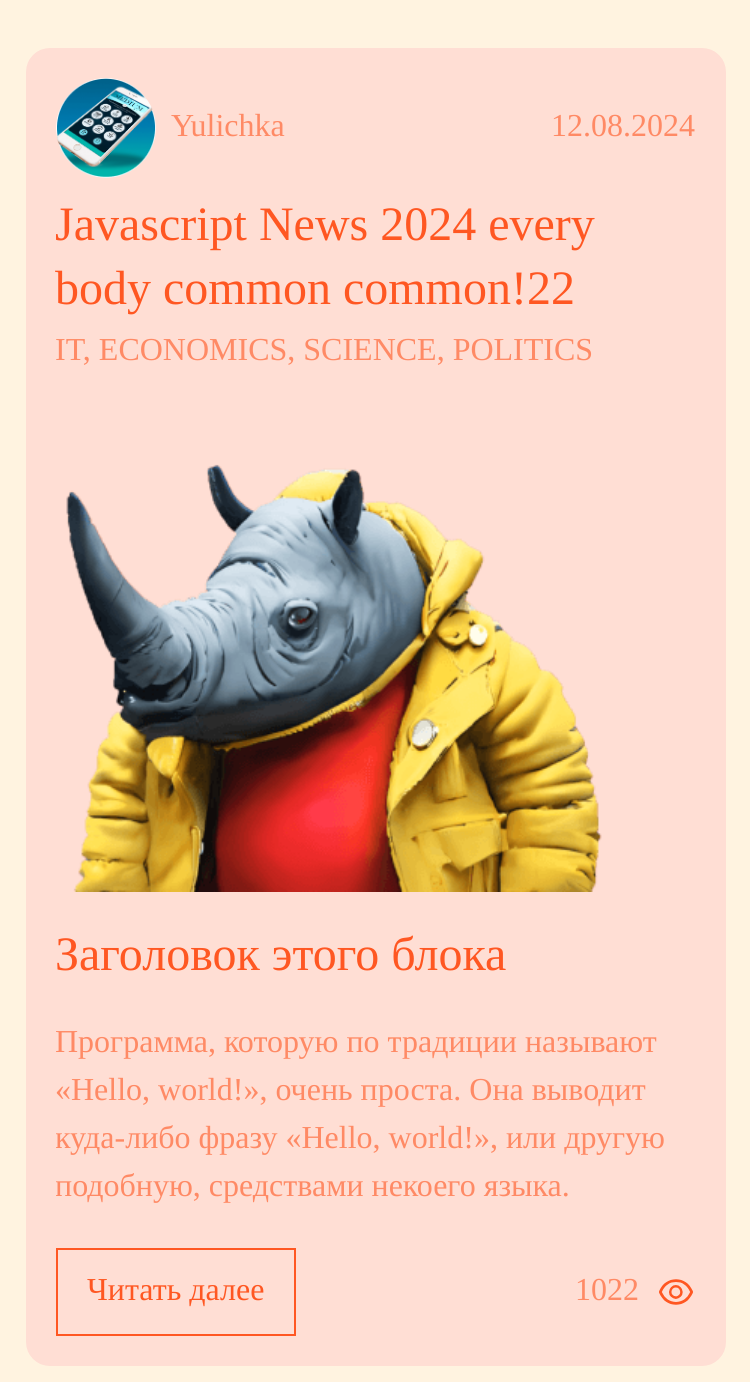 Yulichka
12.08.2024
Javascript News 2024 every
body common common!22
IT, ECONOMICS, SCIENCE, POLITICS
Заголовок этого блока
Программа, которую по традиции называют
«Hello, world!», очень проста. Она выводит
куда-либо фразу «Hello, world!», или другую
подобную, средствами некоего языка.
Читать далее
1022